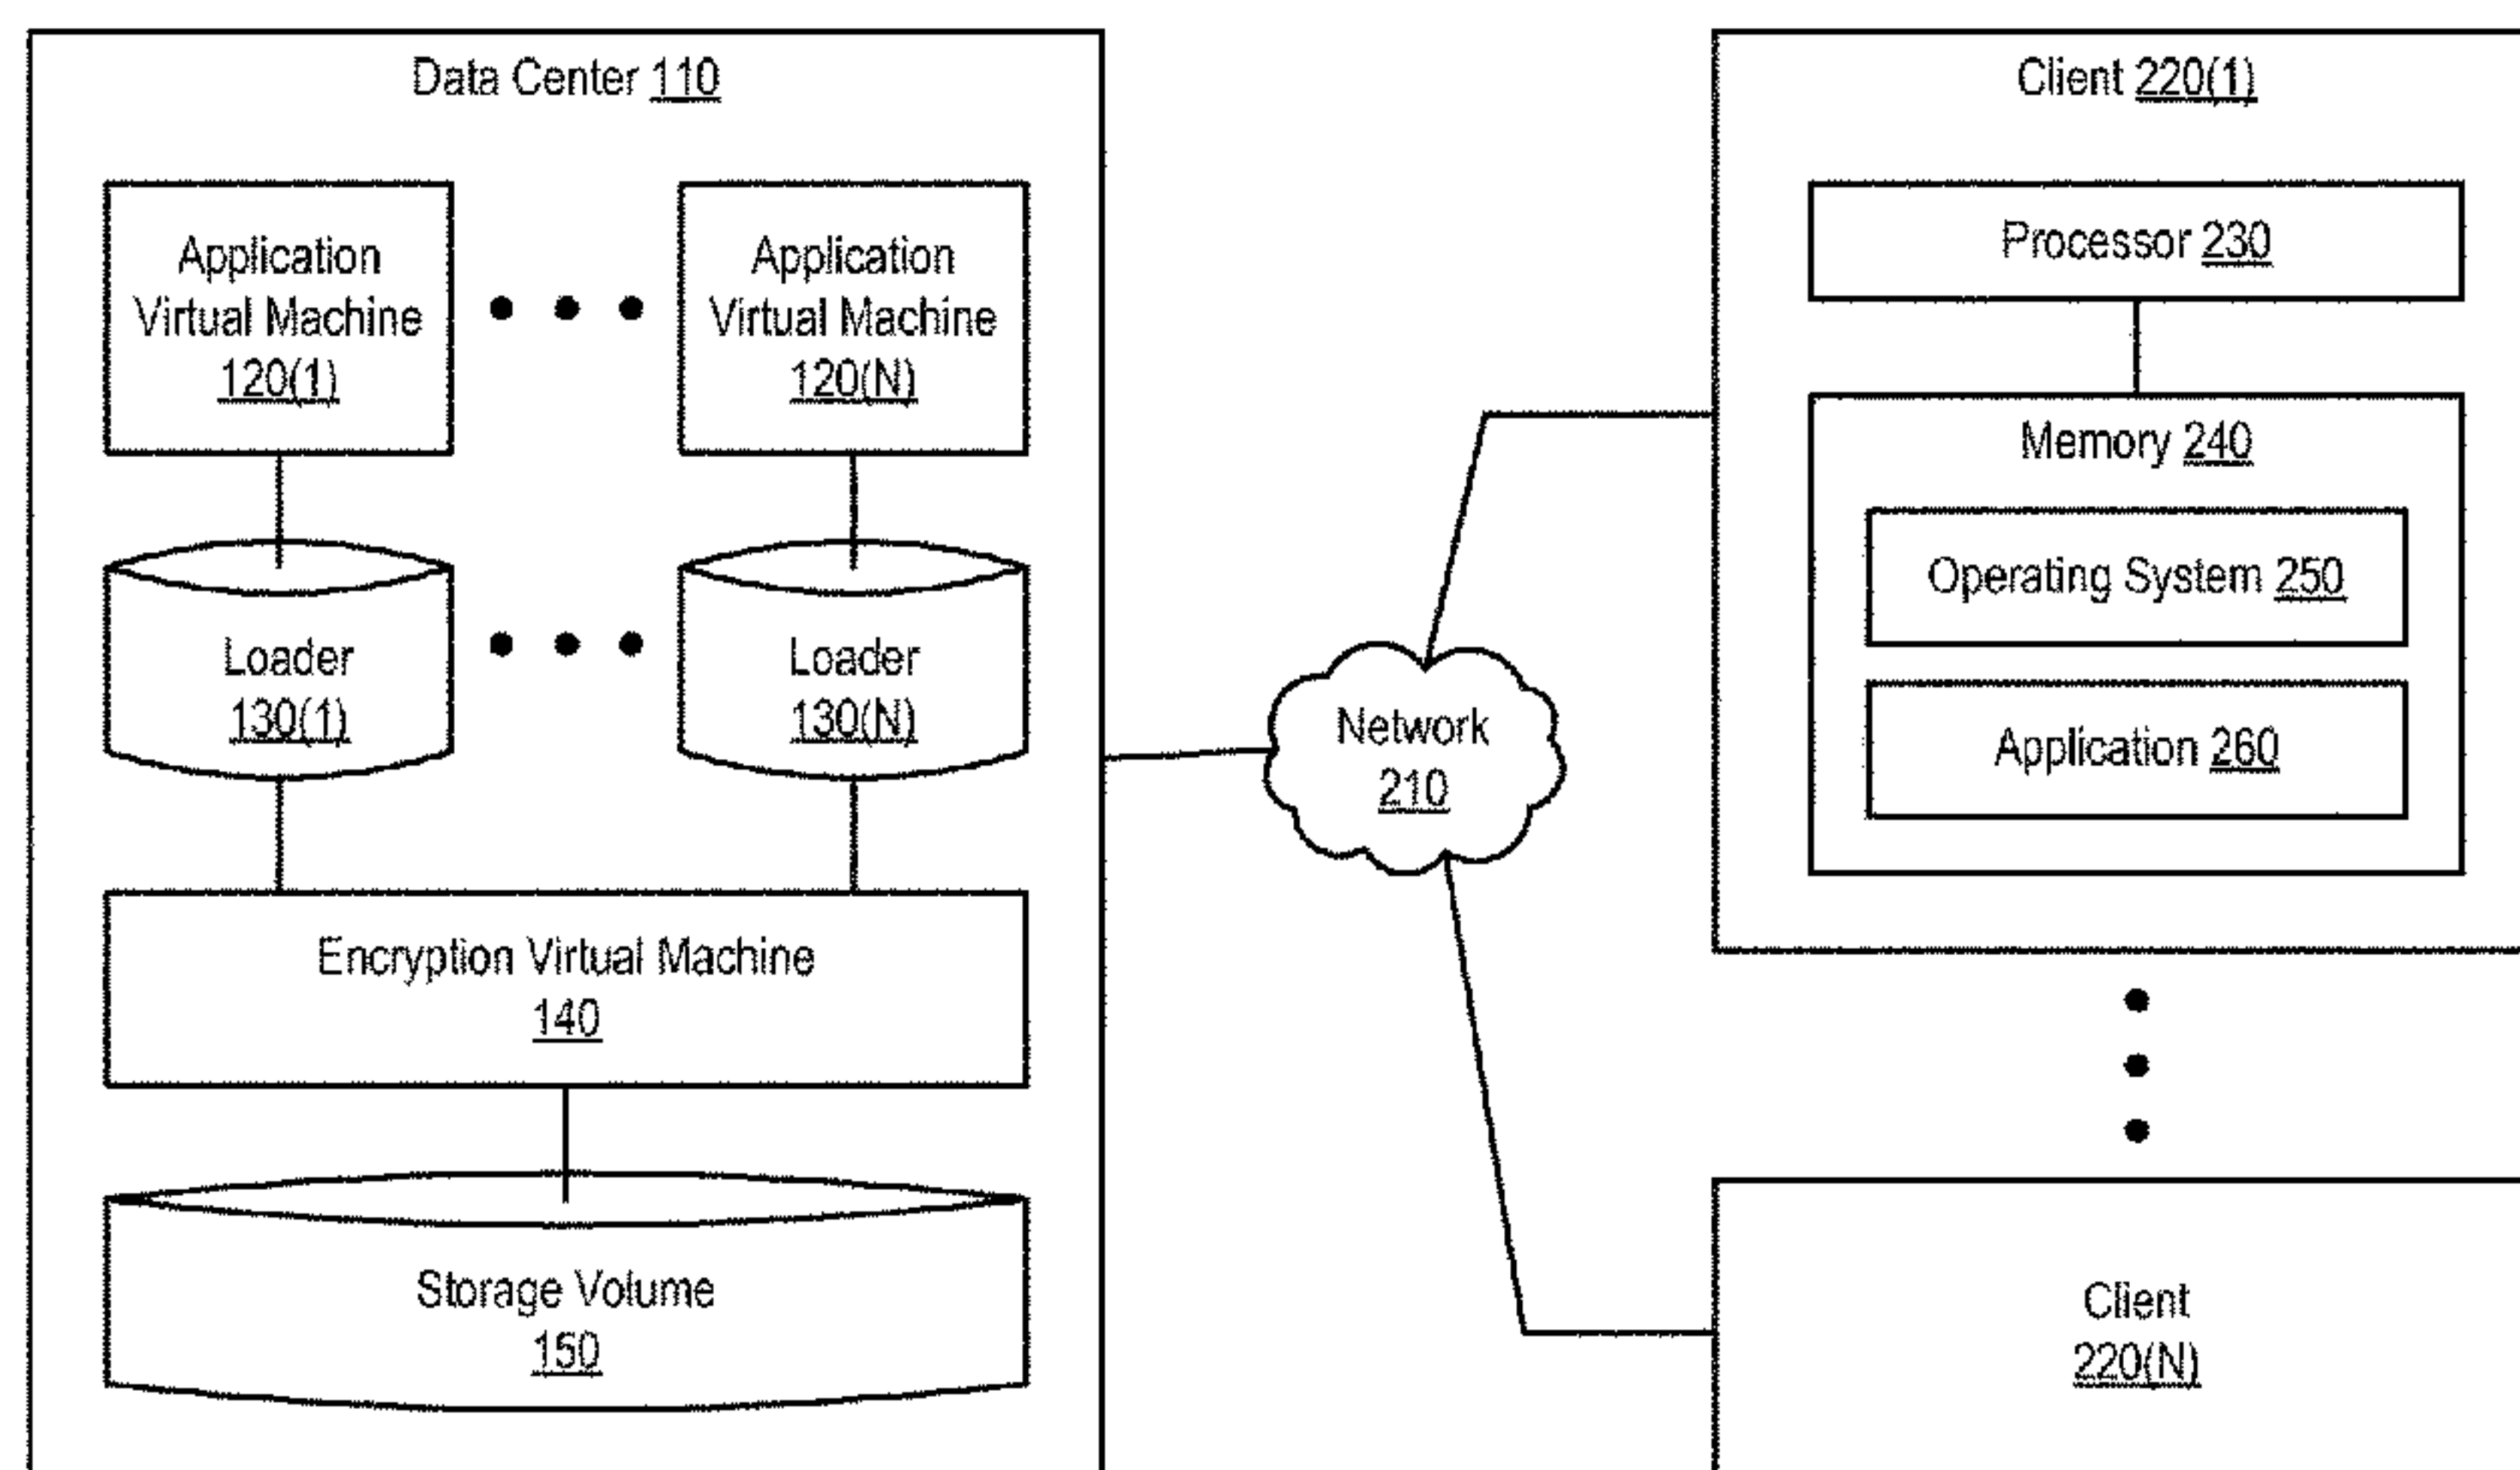 Data Center 110
Application
Virtual Machine
120(1)
Application
Virtual Machine
120(N)
Loader
130(1)
Loader
130(N)
Encryption Virtual Machine
140
Storage Volume
150
Network
210
Client 220(1)
Processor 230
Memory 240
Operating System 250
Application 260
Client
220(N)